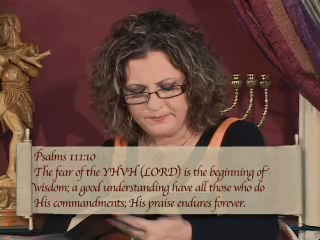 Psalms 111:10
The fear of the YHVH (LORD) is the beginning of
wisdom; a good understanding have all those who do
His commandments; His praise endures forever.